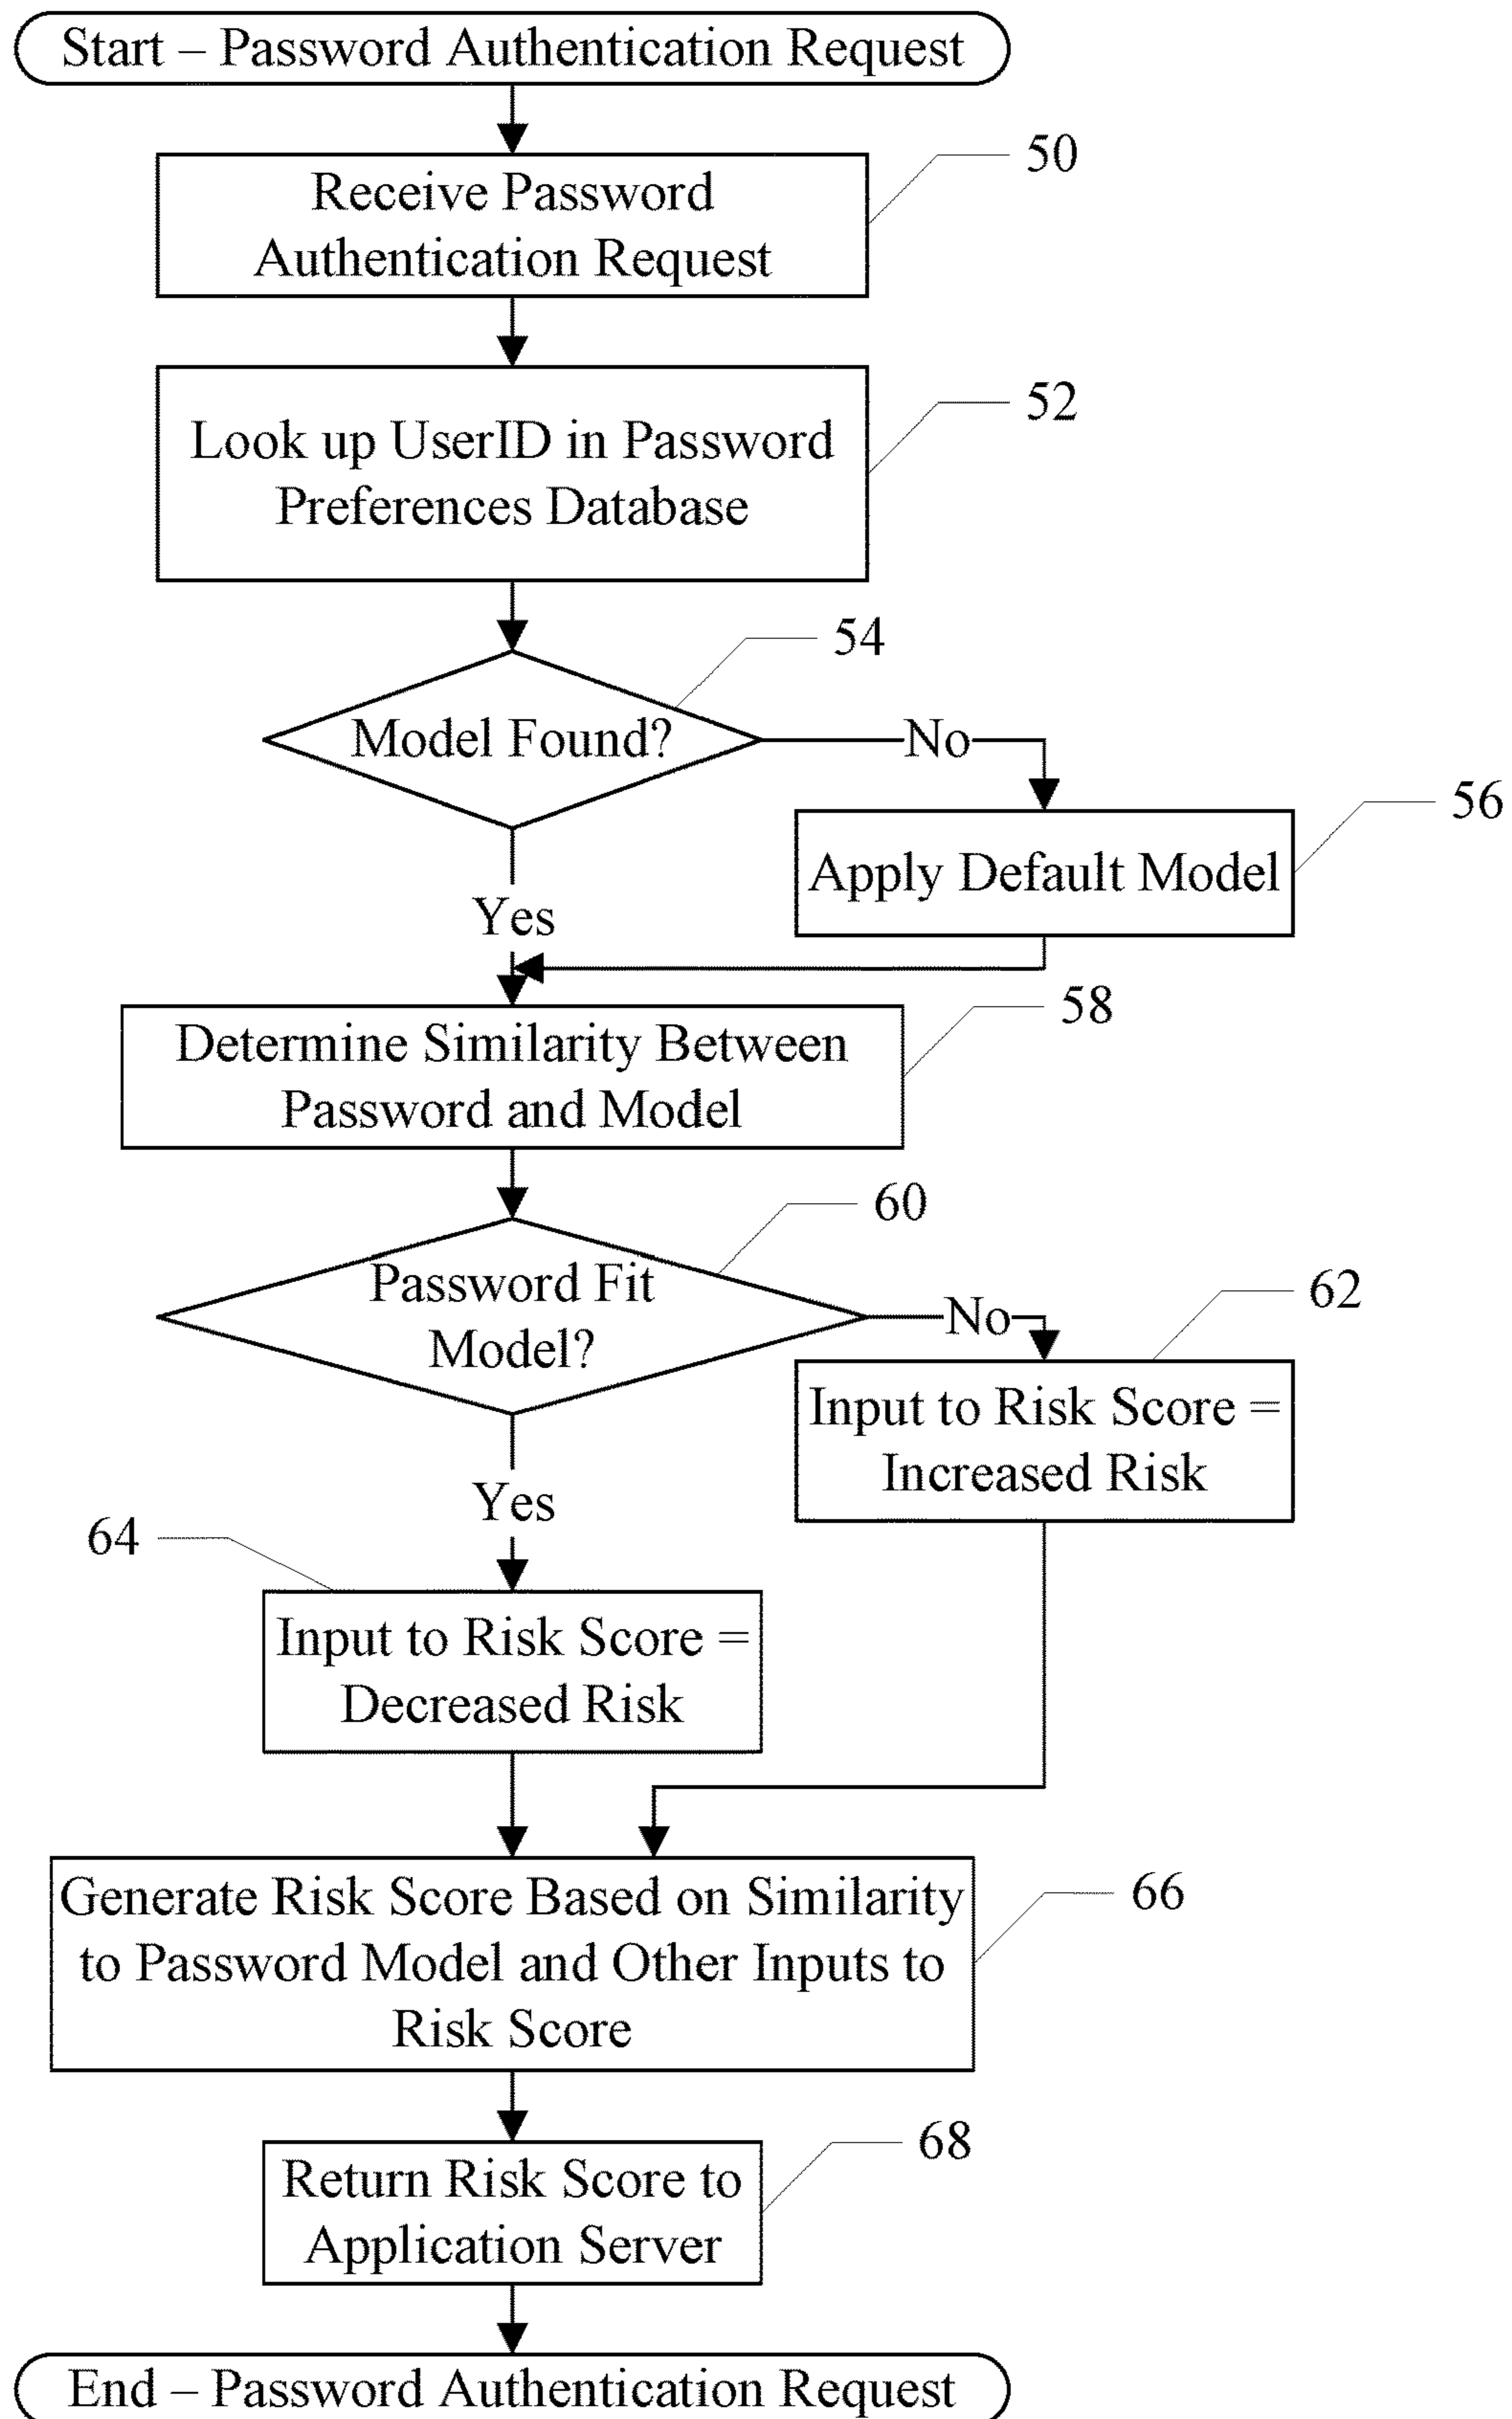 Start – Password Authentication Request
50
Receive Password
Authentication Request
52
Look up UserID in Password
Preferences Database
54
Model Found?
No
56
Apply Default Model
Yes
58
Determine Similarity Between
Password and Model
60
Password Fit
Model?
No
62
Input to Risk Score =
Increased Risk
Yes
64
Input to Risk Score =
Decreased Risk
66
Generate Risk Score Based on Similarity
to Password Model and Other Inputs to
Risk Score
68
Return Risk Score to
Application Server
End – Password Authentication Request